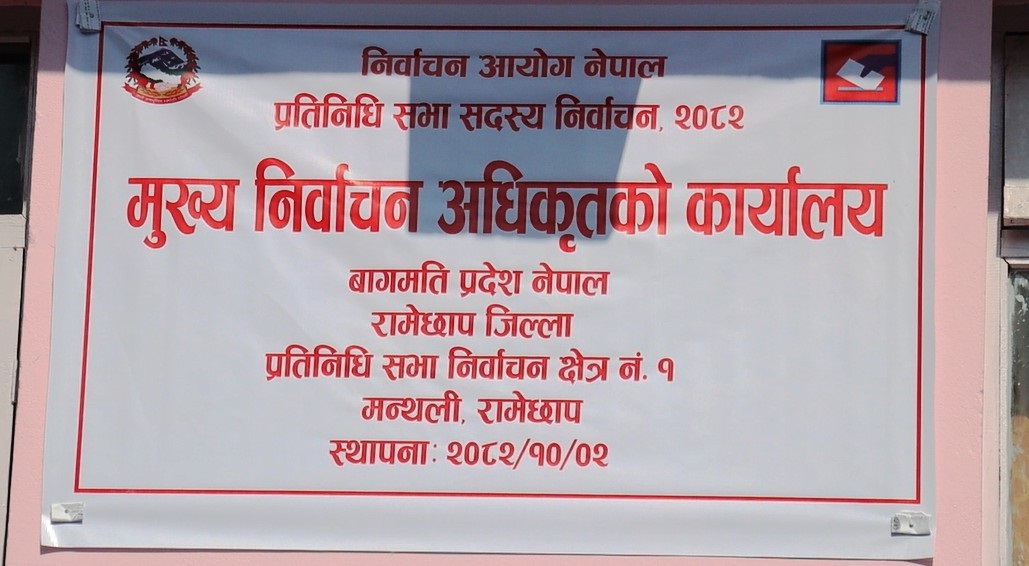 निर्वाचन आयोग नेपाल
प्रतिनिधि सभा सदस्य निर्वाचन, २०८२
मुख्य निर्वाचन अधिकृतको कार्यालय
बागमति प्रदेश नेपाल
रामेछाप जिल्ला
प्रतिनिधि सभा निर्वाचन क्षेत्र नं. १
मन्थली, रामेछाप
स्थापना: २०८२/१०/०२